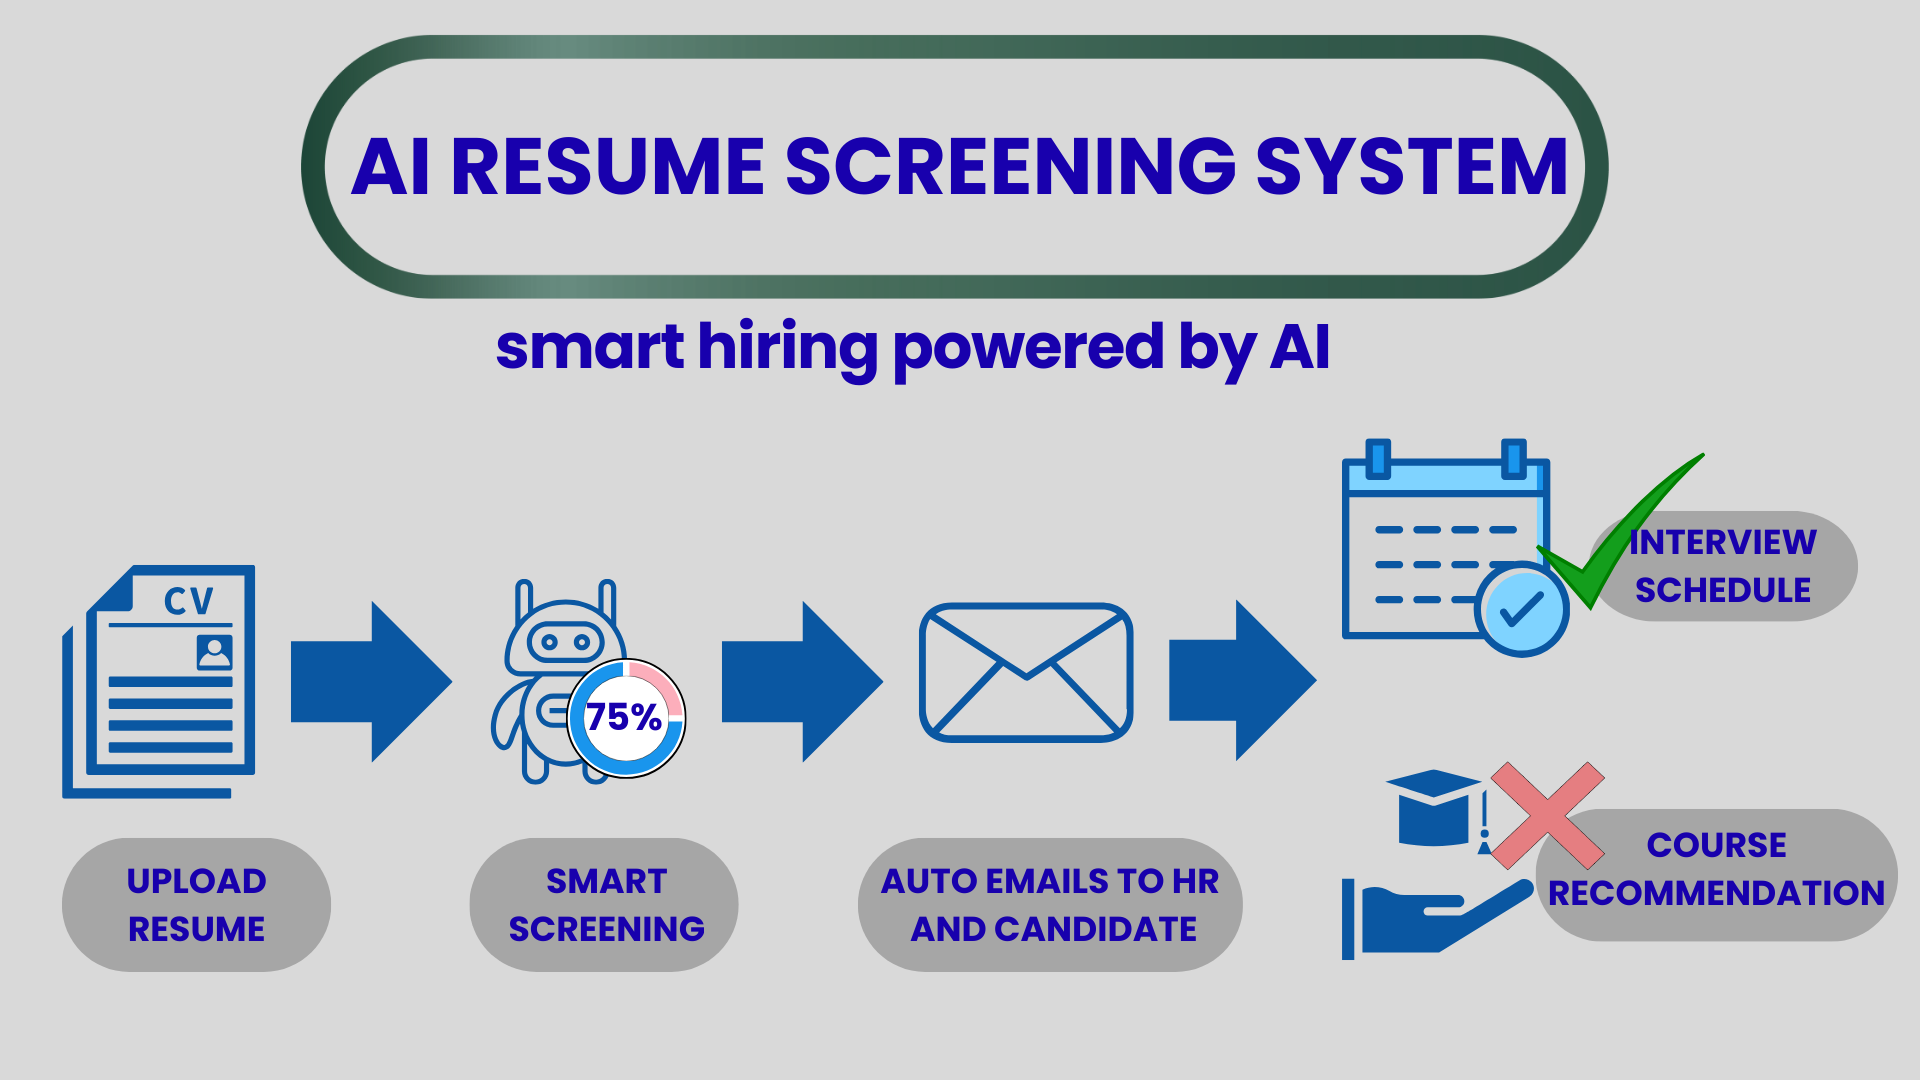 AI RESUME SCREENING SYSTEM
smart hiring powered by AI
CV
75%
INTERVIEW
SCHEDULE
COURSE
RECOMMENDATION
UPLOAD
RESUME
SMART
SCREENING
AUTO EMAILS TO HR
AND CANDIDATE